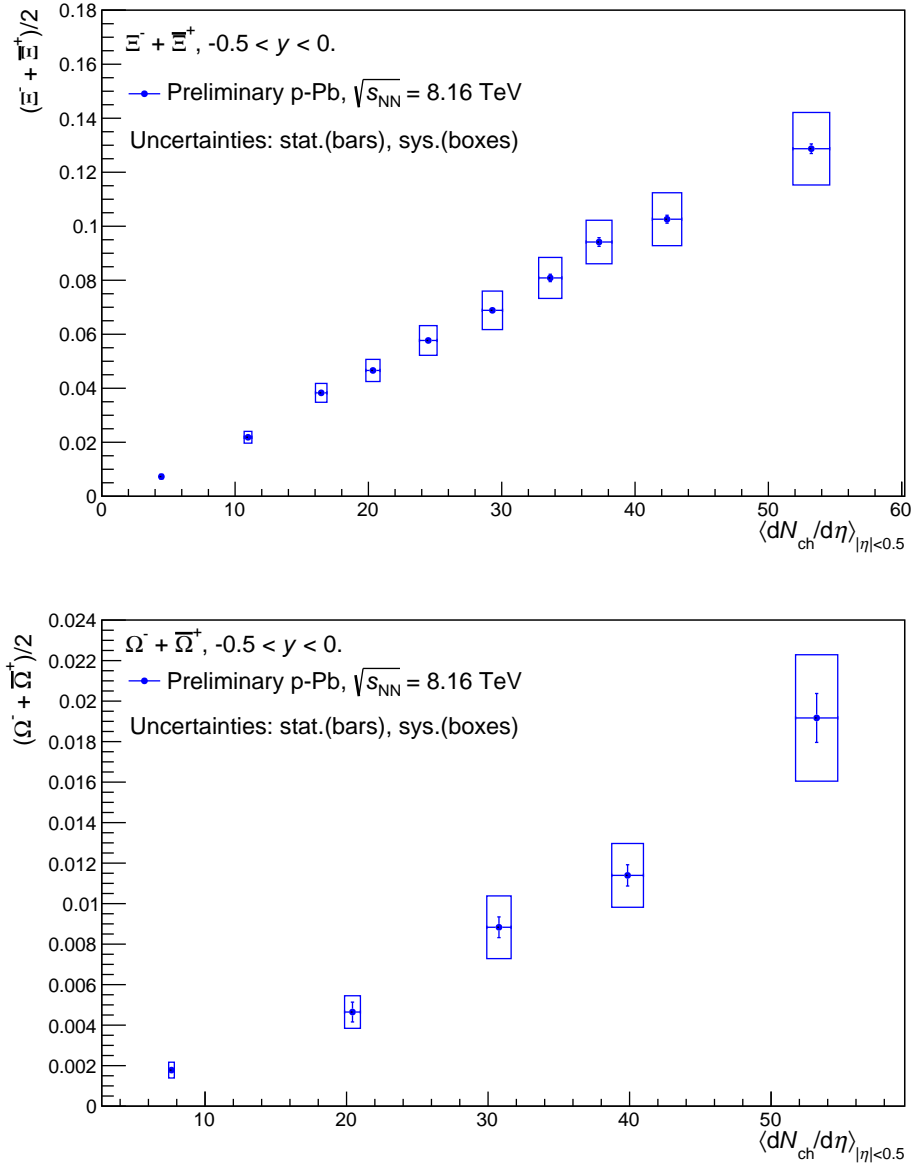 (Ξ⁻ + Ξ̅⁺)/2
0.18
0.16
0.14
0.12
0.1
0.08
0.06
0.04
0.02
0
Ξ⁻ + Ξ̅⁺, -0.5 < y < 0.
Preliminary p-Pb, √s_NN = 8.16 TeV
Uncertainties: stat.(bars), sys.(boxes)
0 10 20 30 40 50 60
⟨dN_ch/dη⟩_|η|<0.5
(Ω⁻ + Ω̅⁺)/2
0.024
0.022
0.02
0.018
0.016
0.014
0.012
0.01
0.008
0.006
0.004
0.002
0
Ω⁻ + Ω̅⁺, -0.5 < y < 0.
Preliminary p-Pb, √s_NN = 8.16 TeV
Uncertainties: stat.(bars), sys.(boxes)
10 20 30 40 50
⟨dN_ch/dη⟩_|η|<0.5